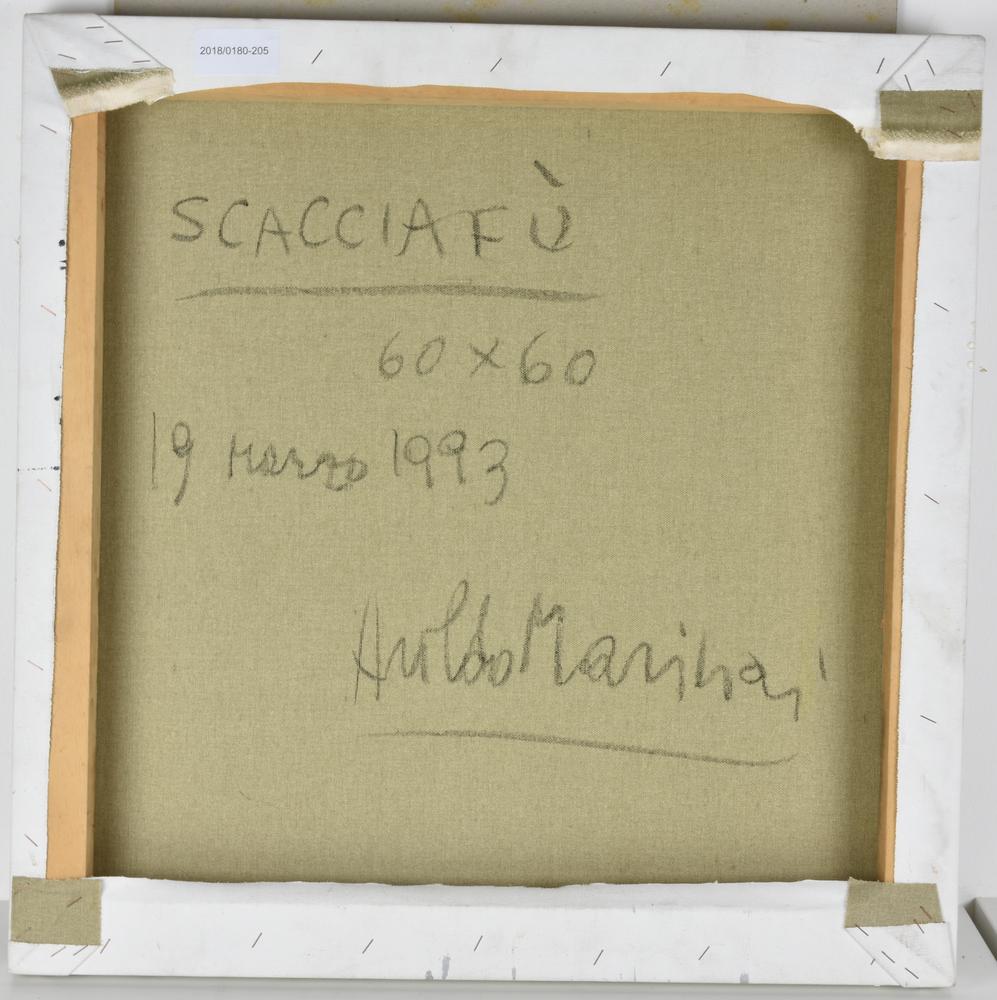 2018/0180-205
SCACCIAFÙ
60 x 60
19 marzo 1993